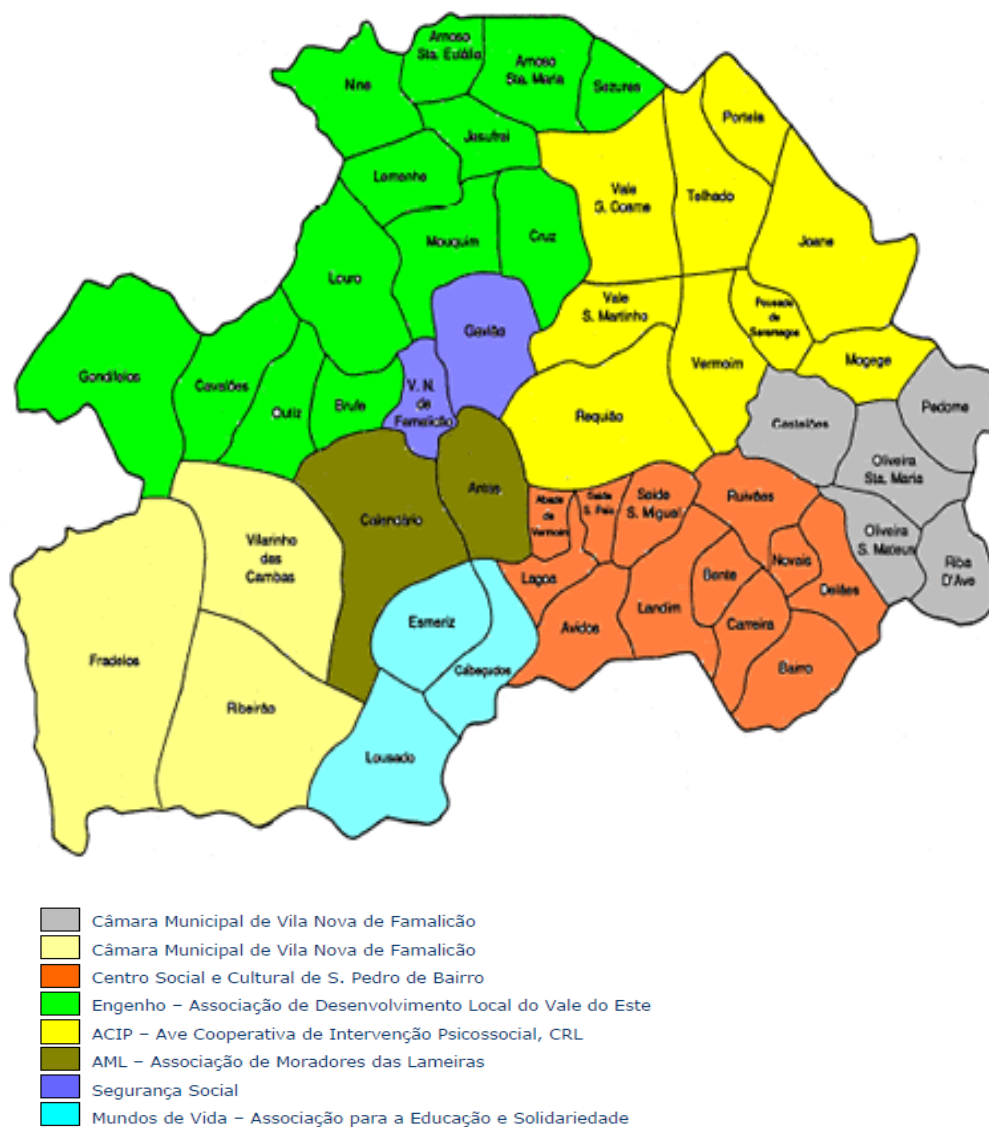 Arnoso
Sta. Eulália
Nine
Arnoso
Sta. Maria
Sezures
Jesufrei
Lemenhe
Portela
Vale
S. Cosme
Telhado
Mouquim
Cruz
Louro
Joane
Vale
S. Martinho
Pousada
de
Saramagos
Gavião
Gondifelos
Cavalões
Outiz
Brufe
V. N.
de
Famalicão
Vermoim
Mogege
Requião
Castelões
Pedome
Oliveira
Sta. Maria
Antas
Calendário
Abade
de
Vermoim
Seide
S. Paio
Seide
S. Miguel
Ruivães
Oliveira
S. Mateus
Riba
D'Ave
Vilarinho
das
Cambas
Novais
Bente
Delães
Lagoa
Landim
Avidos
Carreira
Esmeriz
Cabeçudos
Bairro
Fradelos
Ribeirão
Lousado
Câmara Municipal de Vila Nova de Famalicão
Câmara Municipal de Vila Nova de Famalicão
Centro Social e Cultural de S. Pedro de Bairro
Engenho – Associação de Desenvolvimento Local do Vale do Este
ACIP – Ave Cooperativa de Intervenção Psicossocial, CRL
AML – Associação de Moradores das Lameiras
Segurança Social
Mundos de Vida – Associação para a Educação e Solidariedade